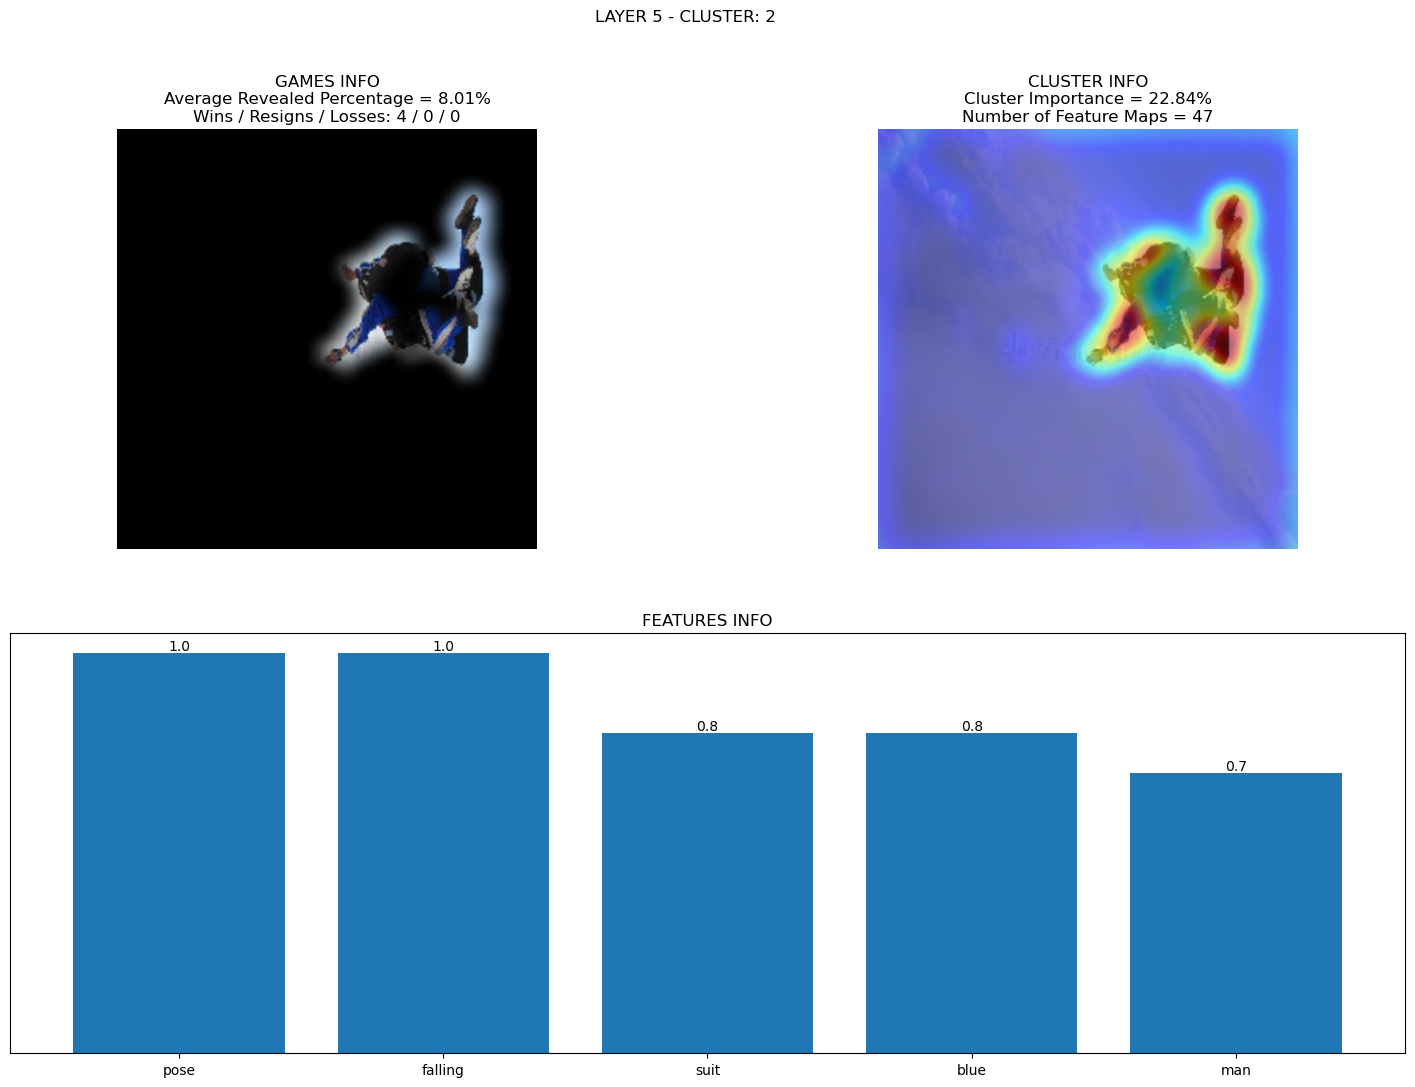 LAYER 5 - CLUSTER: 2
GAMES INFO
Average Revealed Percentage = 8.01%
Wins / Resigns / Losses: 4 / 0 / 0
CLUSTER INFO
Cluster Importance = 22.84%
Number of Feature Maps = 47
FEATURES INFO
1.0
1.0
0.8
0.8
0.7
pose
falling
suit
blue
man